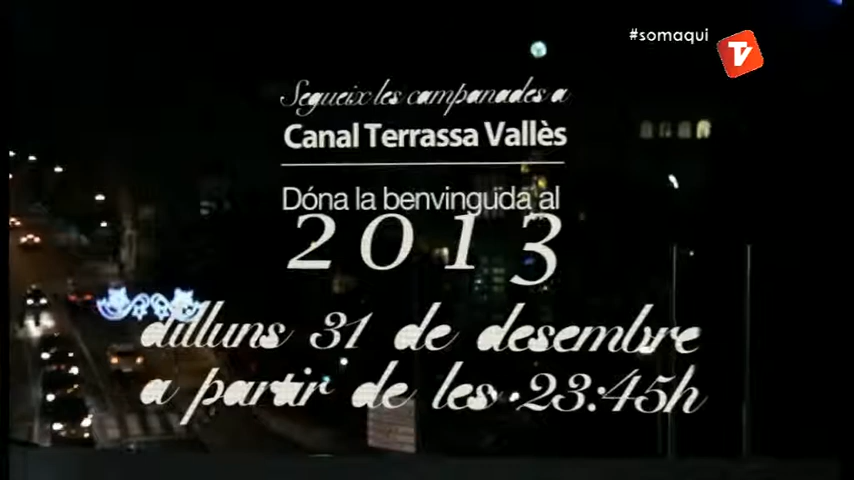 #somaqui
TV
Segueix les campanades a
Canal Terrassa Vallès
Dóna la benvinguda al
2013
dilluns 31 de desembre
a partir de les 23:45h